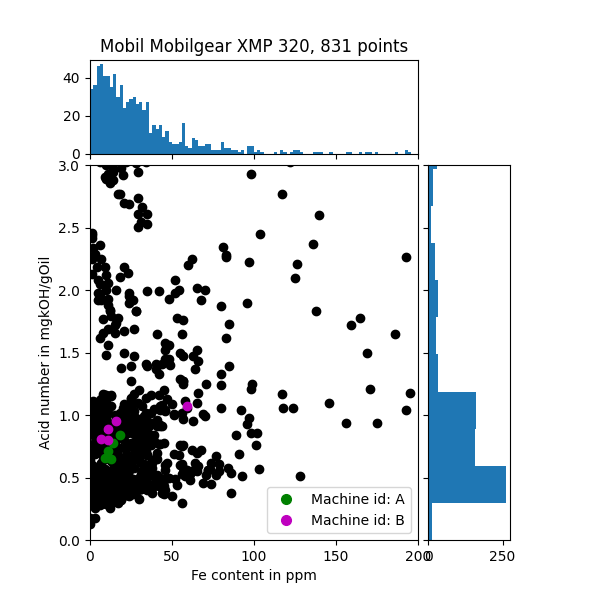 Mobil Mobilgear XMP 320, 831 points
40
20
0
3.0
2.5
2.0
1.5
1.0
0.5
0.0
Acid number in mgkOH/gOil
Machine id: A
Machine id: B
0 50 100 150 200
0 250
Fe content in ppm